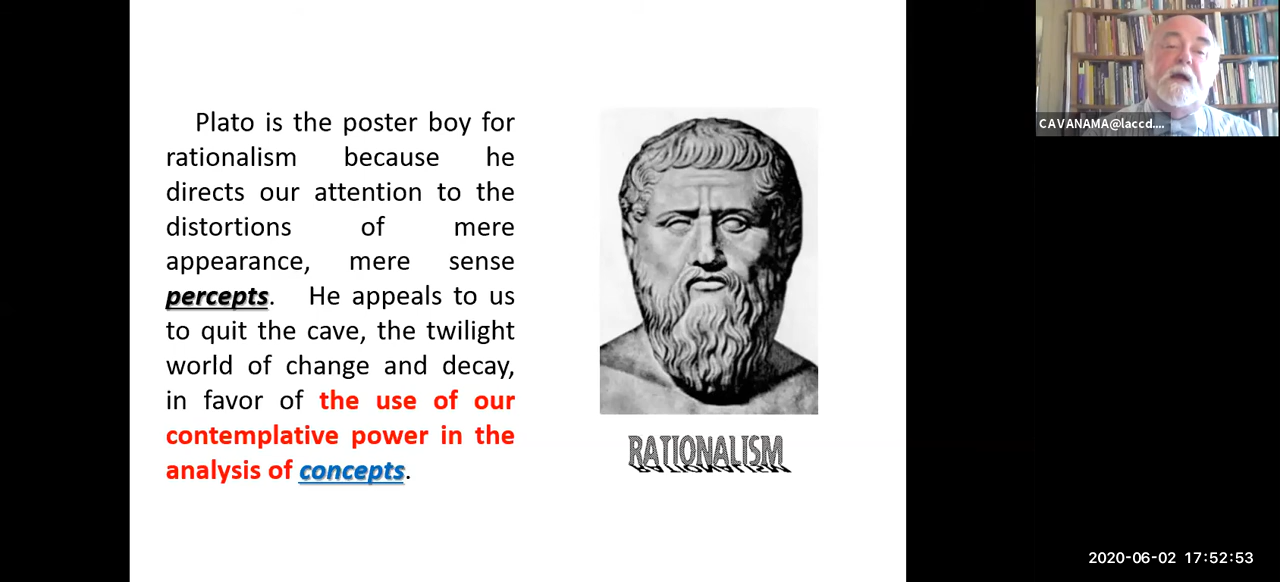 Plato is the poster boy for
rationalism because he
directs our attention to the
distortions of mere
appearance, mere sense
percepts. He appeals to us
to quit the cave, the twilight
world of change and decay,
in favor of the use of our
contemplative power in the
analysis of concepts.
RATIONALISM
CAVANAMA@laccd....
2020-06-02 17:52:53